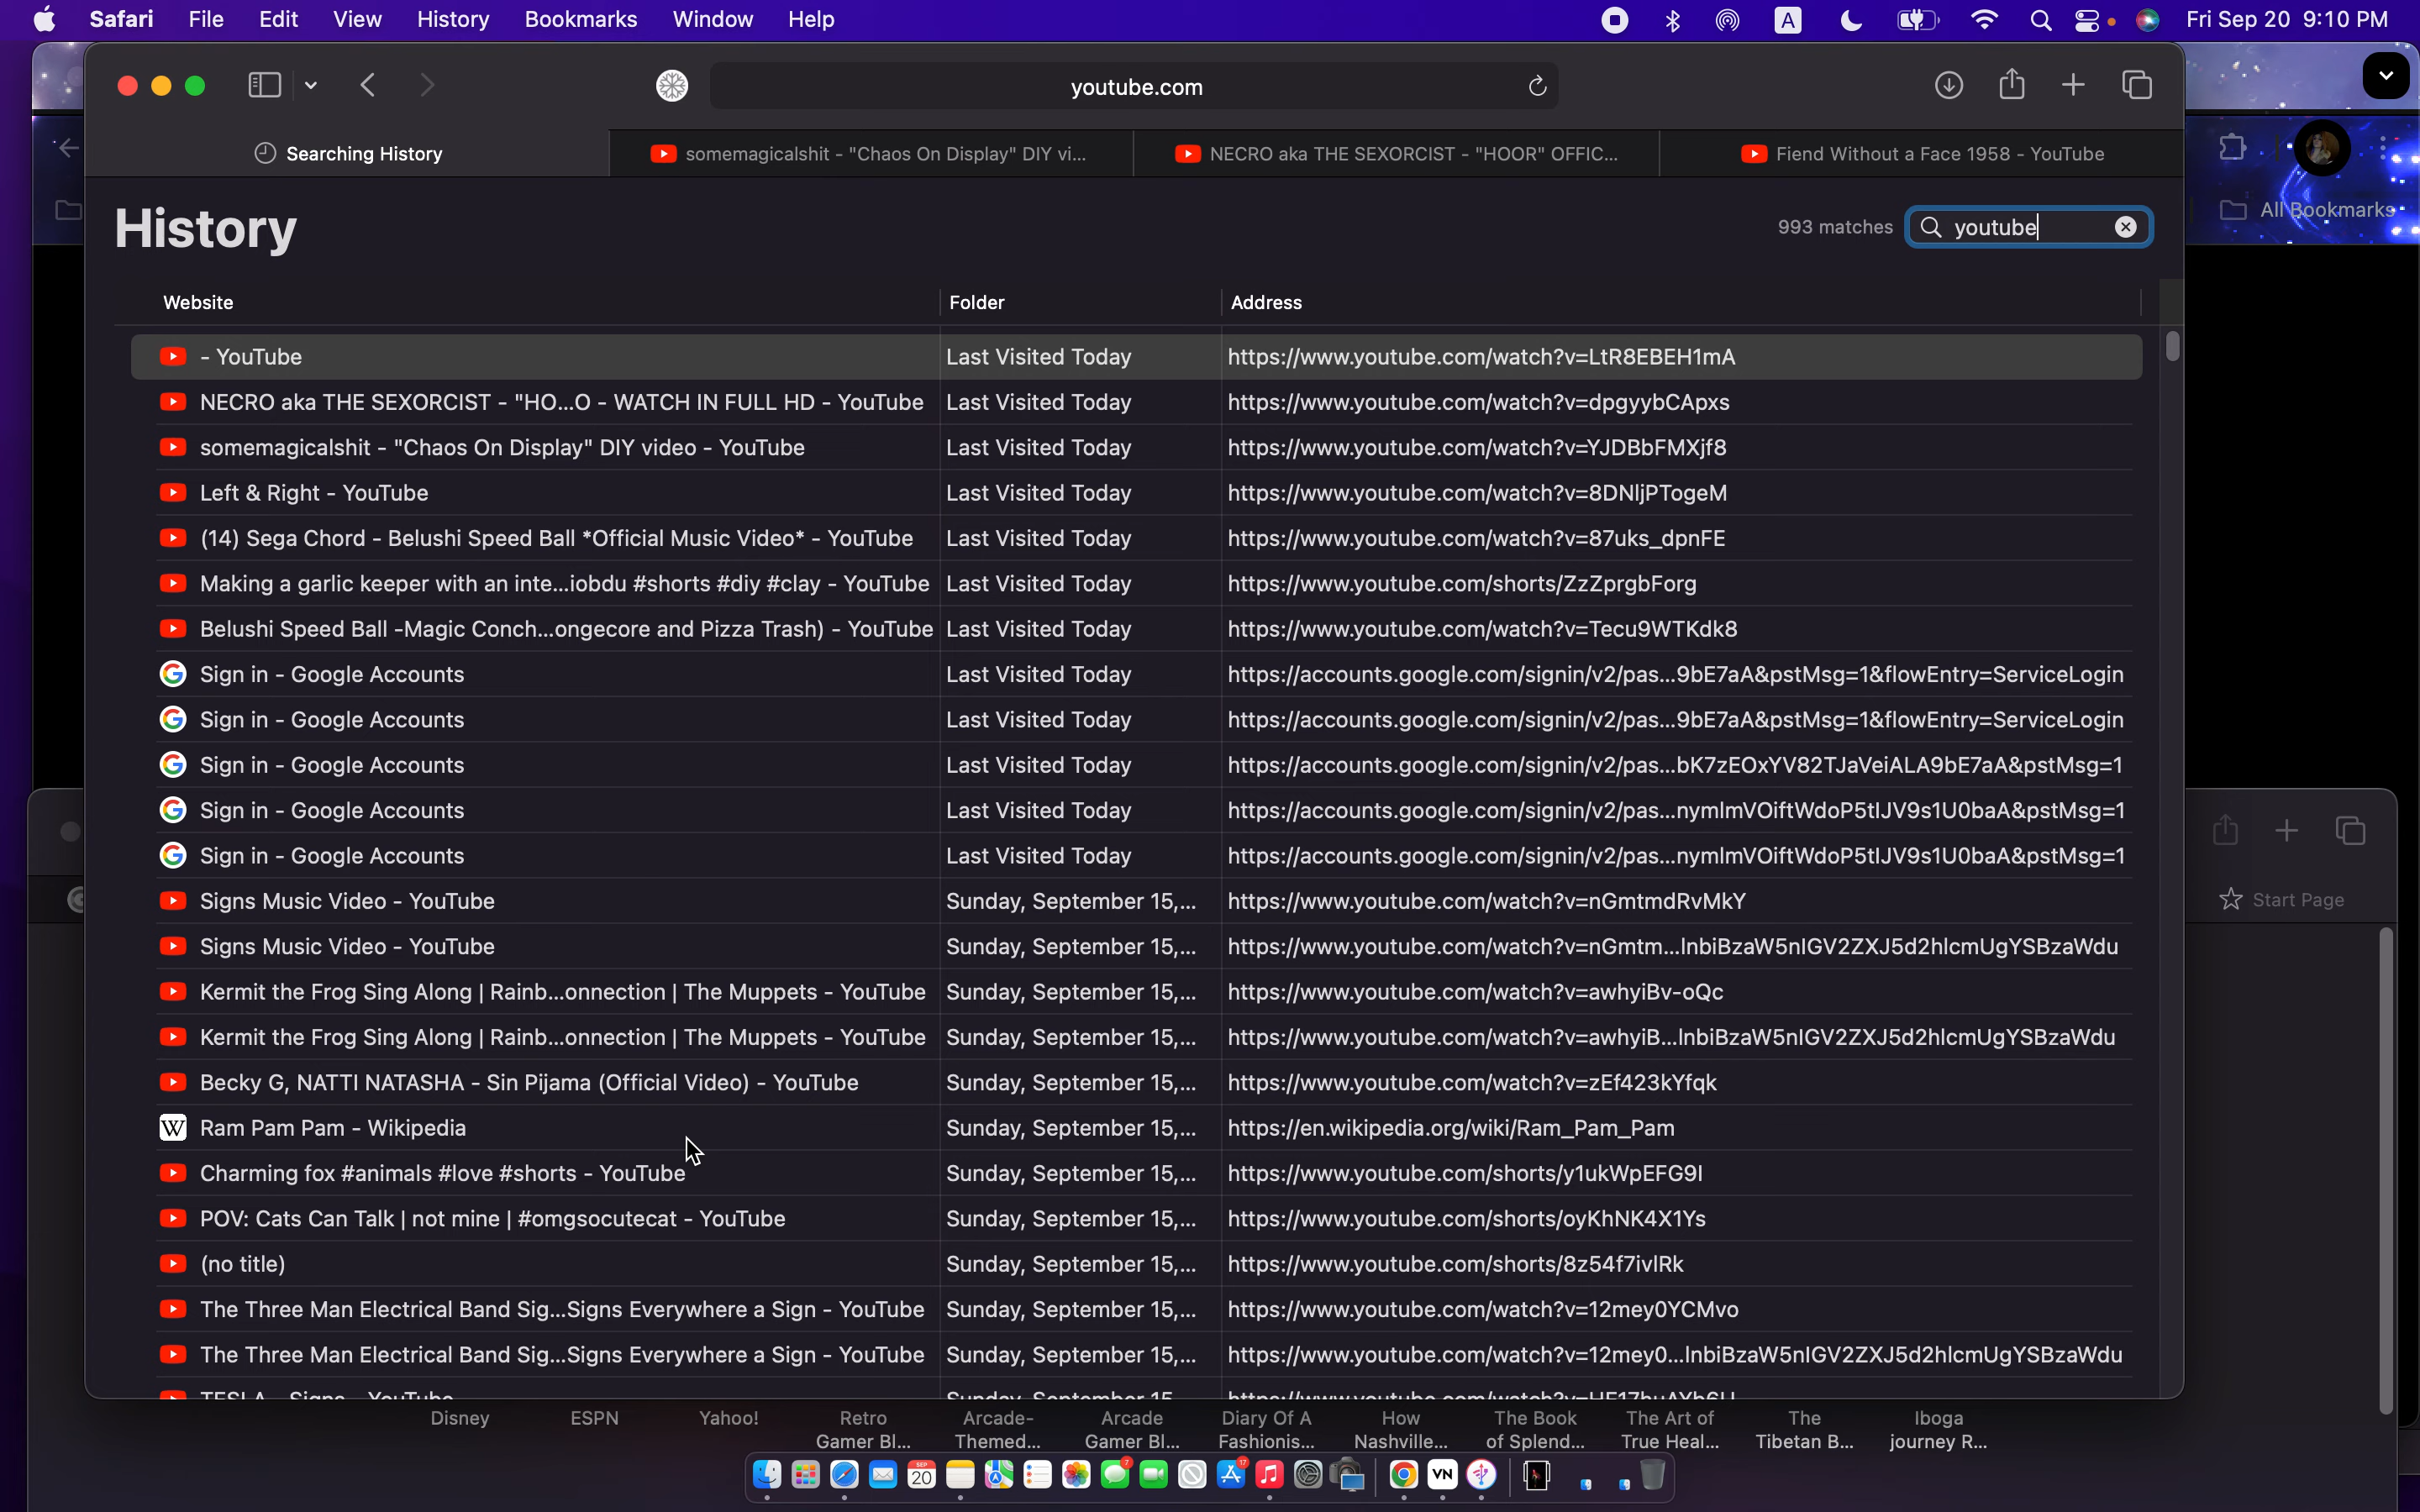 Safari File Edit View History Bookmarks Window Help A Fri Sep 20 9:10 PM
youtube.com
Searching History somemagicalshit - "Chaos On Display" DIY vi... NECRO aka THE SEXORCIST - "HOOR" OFFIC... Fiend Without a Face 1958 - YouTube
History 993 matches youtube All Bookmarks
Website Folder Address
- YouTube Last Visited Today https://www.youtube.com/watch?v=LtR8EBEH1mA
NECRO aka THE SEXORCIST - "HO...O - WATCH IN FULL HD - YouTube Last Visited Today https://www.youtube.com/watch?v=dpgyybCApxs
somemagicalshit - "Chaos On Display" DIY video - YouTube Last Visited Today https://www.youtube.com/watch?v=YJDBbFMXjf8
Left & Right - YouTube Last Visited Today https://www.youtube.com/watch?v=8DNljPTogeM
(14) Sega Chord - Belushi Speed Ball *Official Music Video* - YouTube Last Visited Today https://www.youtube.com/watch?v=87uks_dpnFE
Making a garlic keeper with an inte...iobdu #shorts #diy #clay - YouTube Last Visited Today https://www.youtube.com/shorts/ZzZprgbForg
Belushi Speed Ball -Magic Conch...ongecore and Pizza Trash) - YouTube Last Visited Today https://www.youtube.com/watch?v=Tecu9WTKdk8
Sign in - Google Accounts Last Visited Today https://accounts.google.com/signin/v2/pas...9bE7aA&pstMsg=1&flowEntry=ServiceLogin
Sign in - Google Accounts Last Visited Today https://accounts.google.com/signin/v2/pas...9bE7aA&pstMsg=1&flowEntry=ServiceLogin
Sign in - Google Accounts Last Visited Today https://accounts.google.com/signin/v2/pas...bK7zEOxYV82TJaVeiALA9bE7aA&pstMsg=1
Sign in - Google Accounts Last Visited Today https://accounts.google.com/signin/v2/pas...nymlmVOiftWdoP5tlJV9s1U0baA&pstMsg=1
Sign in - Google Accounts Last Visited Today https://accounts.google.com/signin/v2/pas...nymlmVOiftWdoP5tlJV9s1U0baA&pstMsg=1
Signs Music Video - YouTube Sunday, September 15,... https://www.youtube.com/watch?v=nGmtmdRvMkY
Start Page
Signs Music Video - YouTube Sunday, September 15,... https://www.youtube.com/watch?v=nGmtm...InbiBzaW5nIGV2ZXJ5d2hlcmUgYSBzaWdu
Kermit the Frog Sing Along | Rainb...onnection | The Muppets - YouTube Sunday, September 15,... https://www.youtube.com/watch?v=awhyiBv-oQc
Kermit the Frog Sing Along | Rainb...onnection | The Muppets - YouTube Sunday, September 15,... https://www.youtube.com/watch?v=awhyiB...InbiBzaW5nIGV2ZXJ5d2hlcmUgYSBzaWdu
Becky G, NATTI NATASHA - Sin Pijama (Official Video) - YouTube Sunday, September 15,... https://www.youtube.com/watch?v=zEf423kYfqk
W Ram Pam Pam - Wikipedia Sunday, September 15,... https://en.wikipedia.org/wiki/Ram_Pam_Pam
Charming fox #animals #love #shorts - YouTube Sunday, September 15,... https://www.youtube.com/shorts/y1ukWpEFG9I
POV: Cats Can Talk | not mine | #omgsocutecat - YouTube Sunday, September 15,... https://www.youtube.com/shorts/oyKhNK4X1Ys
(no title) Sunday, September 15,... https://www.youtube.com/shorts/8z54f7ivlRk
The Three Man Electrical Band Sig...Signs Everywhere a Sign - YouTube Sunday, September 15,... https://www.youtube.com/watch?v=12mey0YCMvo
The Three Man Electrical Band Sig...Signs Everywhere a Sign - YouTube Sunday, September 15,... https://www.youtube.com/watch?v=12mey0...InbiBzaW5nIGV2ZXJ5d2hlcmUgYSBzaWdu
TESLA - Signs - YouTube Sunday, September 15
Disney ESPN Yahoo! Retro Arcade- Arcade Diary Of A How The Book The Art of The Iboga
Gamer Bl... Themed... Gamer Bl... Fashionis... Nashville... of Splend... True Heal... Tibetan B... journey R...
SEP 20 7 17 VN